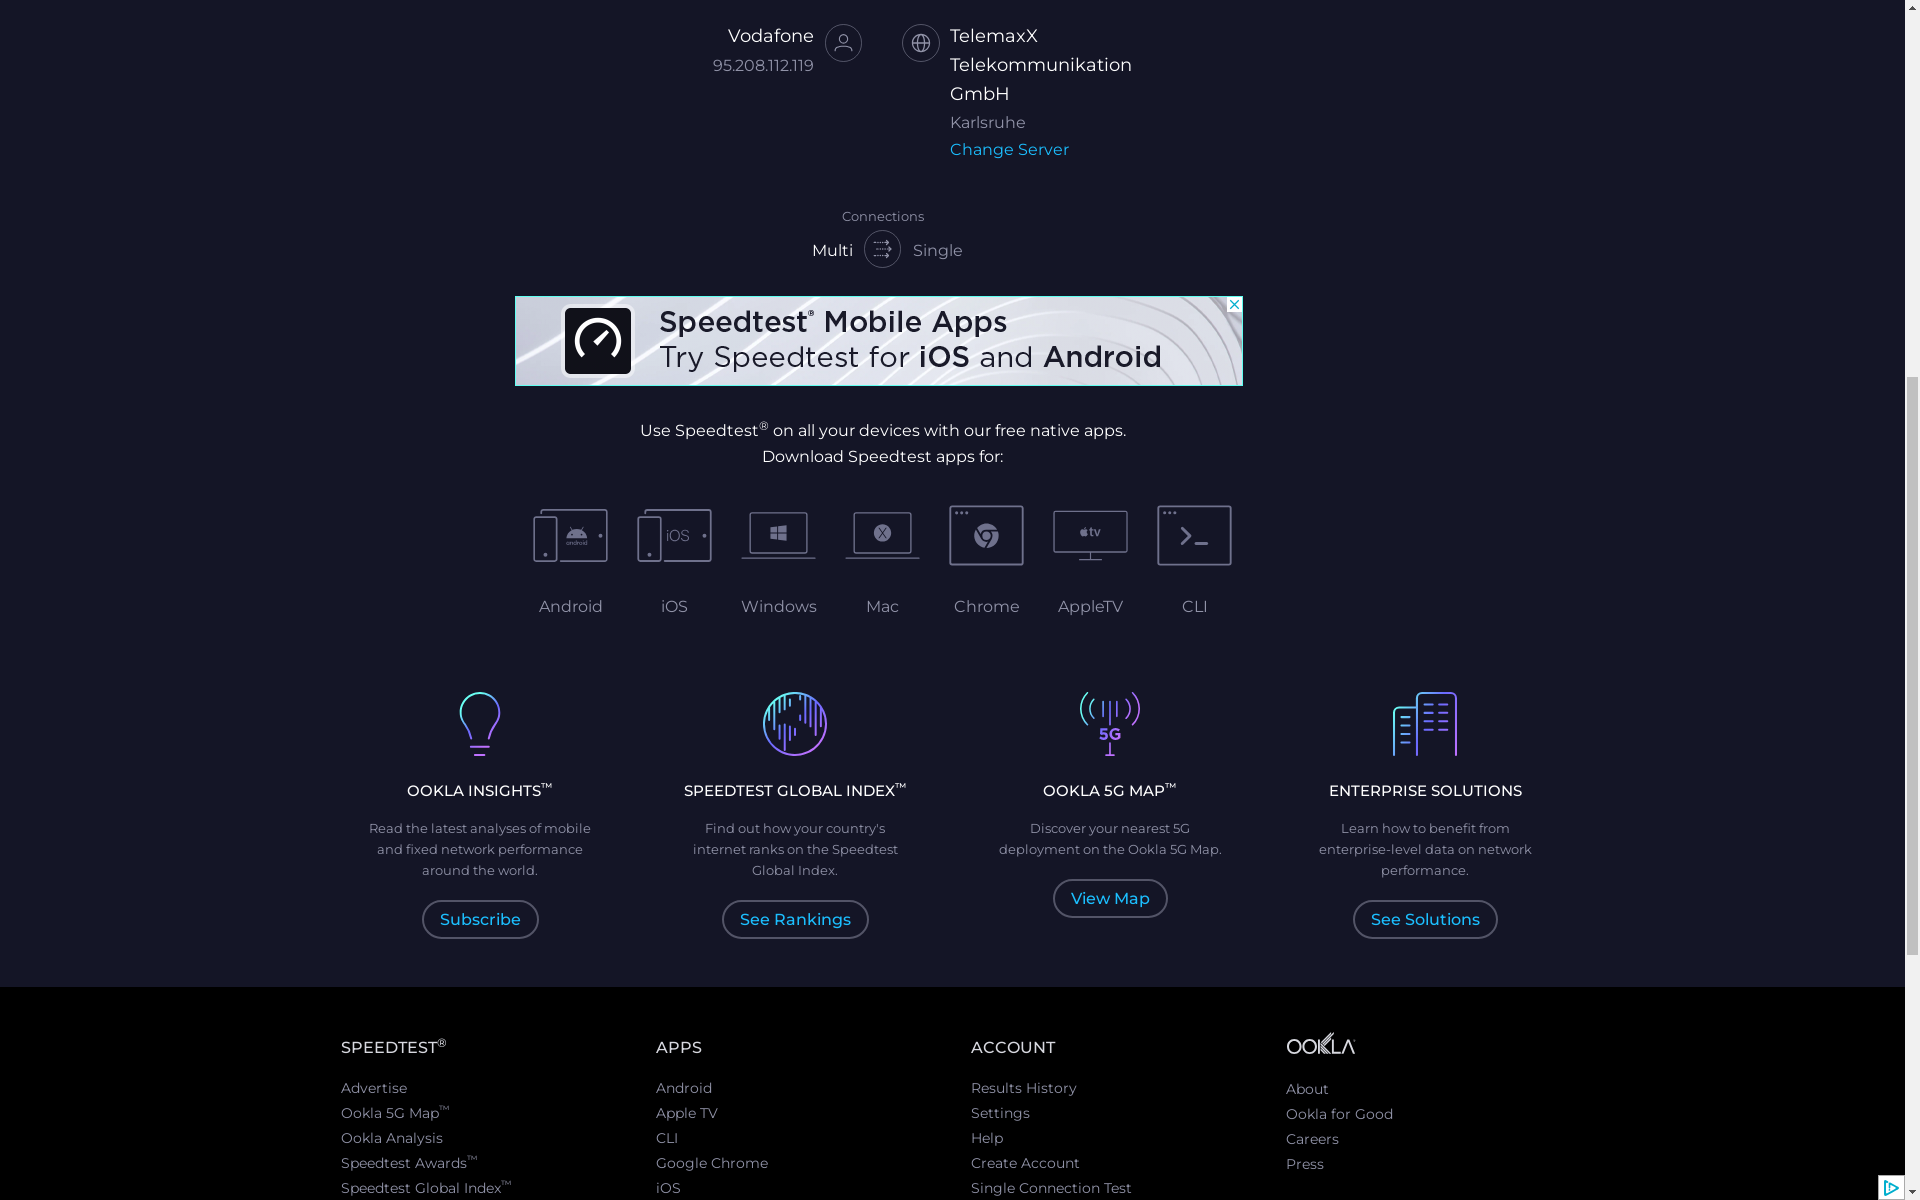 Vodafone
95.208.112.119
TelemaxX
Telekommunikation
GmbH
Karlsruhe
Change Server
Connections
Multi
Single
Speedtest® Mobile Apps
Try Speedtest for iOS and Android
Use Speedtest® on all your devices with our free native apps.
Download Speedtest apps for:
android
iOS
X
tv
Android
iOS
Windows
Mac
Chrome
AppleTV
CLI
5G
OOKLA INSIGHTS™
Read the latest analyses of mobile
and fixed network performance
around the world.
Subscribe
SPEEDTEST GLOBAL INDEX™
Find out how your country's
internet ranks on the Speedtest
Global Index.
See Rankings
OOKLA 5G MAP™
Discover your nearest 5G
deployment on the Ookla 5G Map.
View Map
ENTERPRISE SOLUTIONS
Learn how to benefit from
enterprise-level data on network
performance.
See Solutions
SPEEDTEST®
Advertise
Ookla 5G Map™
Ookla Analysis
Speedtest Awards™
Speedtest Global Index™
APPS
Android
Apple TV
CLI
Google Chrome
iOS
ACCOUNT
Results History
Settings
Help
Create Account
Single Connection Test
OOKLA
About
Ookla for Good
Careers
Press